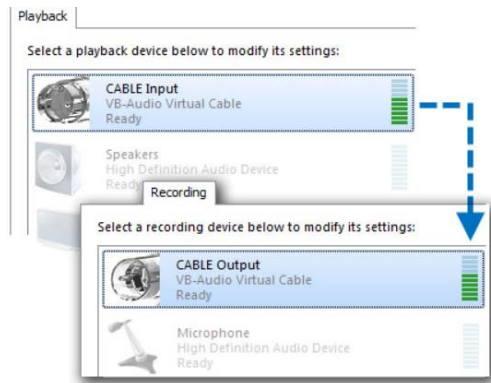 Playback
Select a playback device below to modify its settings:
CABLE Input
VB-Audio Virtual Cable
Ready
Speakers
High Definition Audio Device
Ready
Recording
Select a recording device below to modify its settings:
CABLE Output
VB-Audio Virtual Cable
Ready
Microphone
High Definition Audio Device
Ready